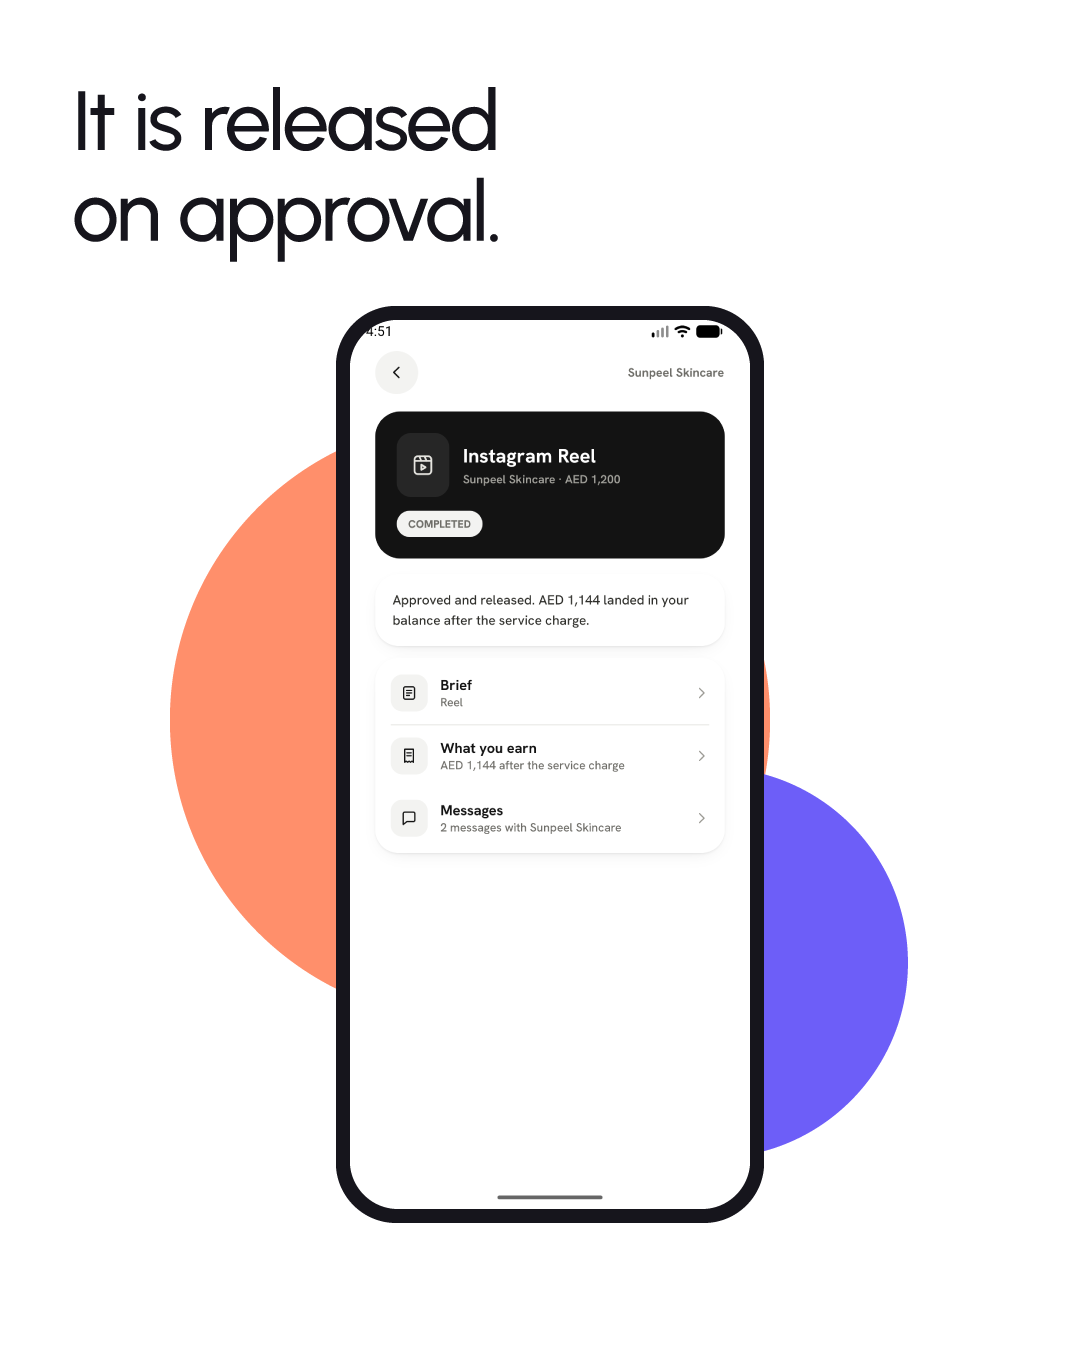 It is released
on approval.
4:51
Sunpeel Skincare
Instagram Reel
Sunpeel Skincare · AED 1,200
COMPLETED
Approved and released. AED 1,144 landed in your
balance after the service charge.
Brief
Reel
What you earn
AED 1,144 after the service charge
Messages
2 messages with Sunpeel Skincare